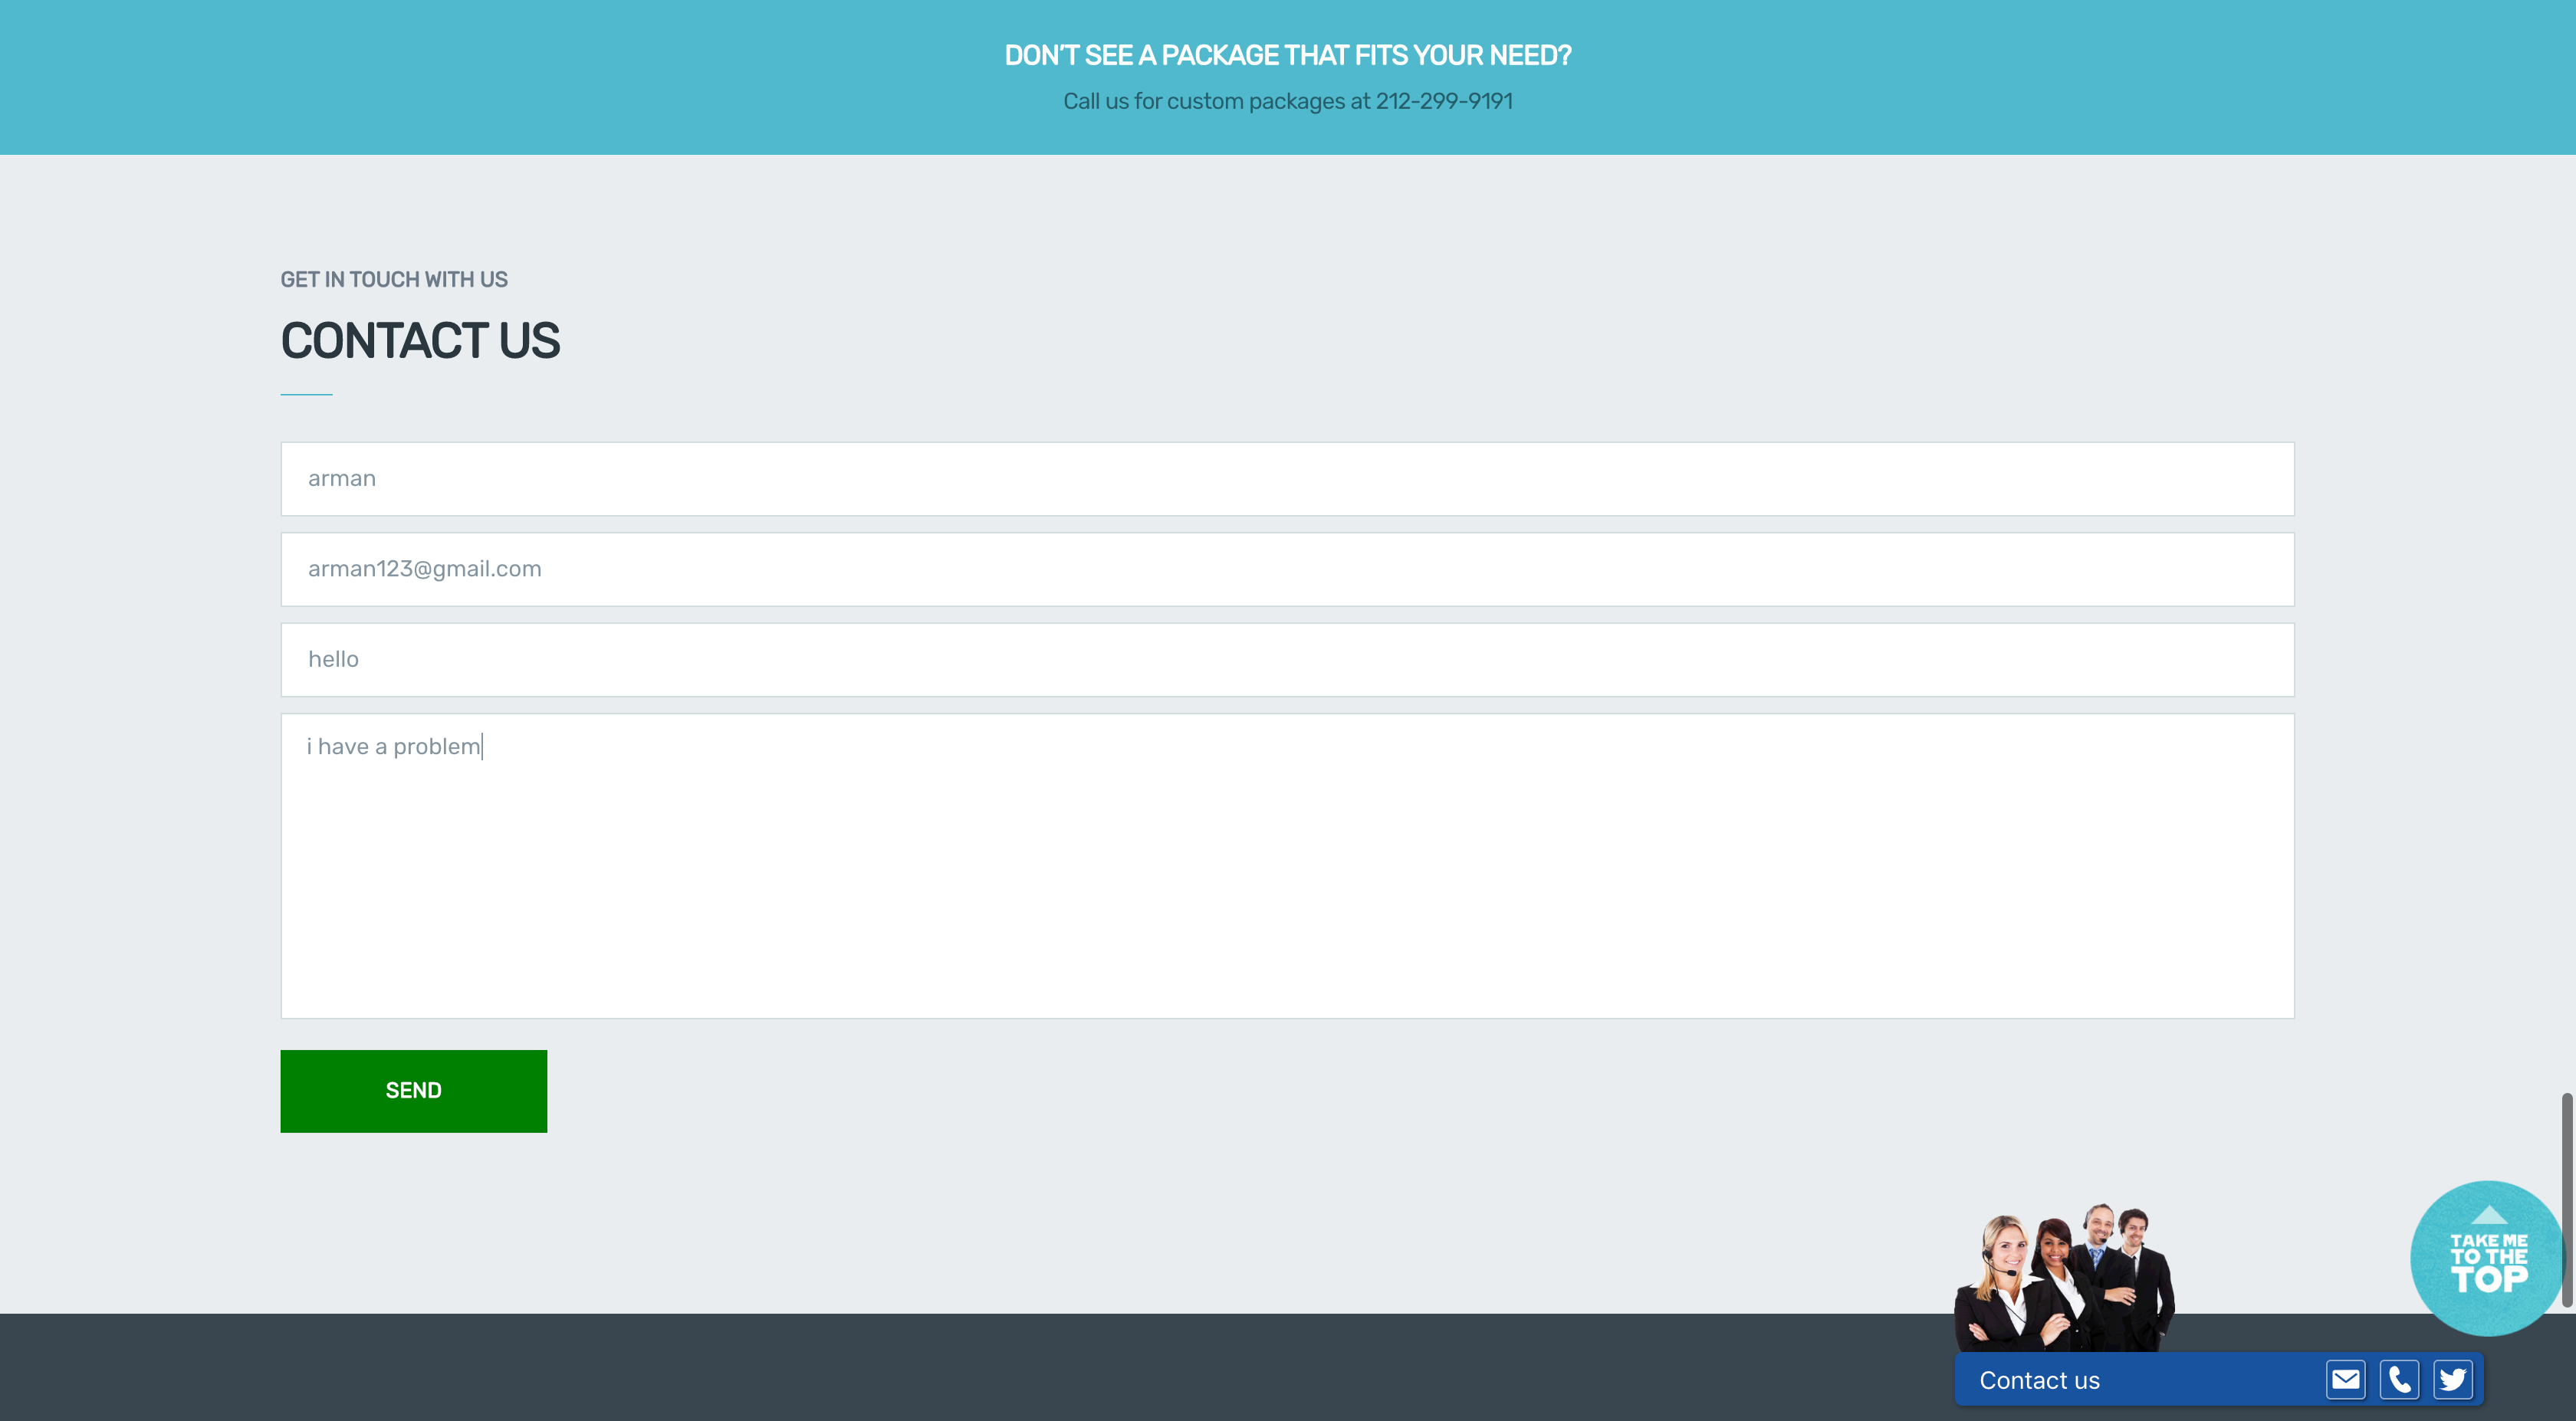 DON'T SEE A PACKAGE THAT FITS YOUR NEED?
Call us for custom packages at 212-299-9191
GET IN TOUCH WITH US
CONTACT US
arman
arman123@gmail.com
hello
i have a problem
SEND
TAKE ME
TO THE
TOP
Contact us